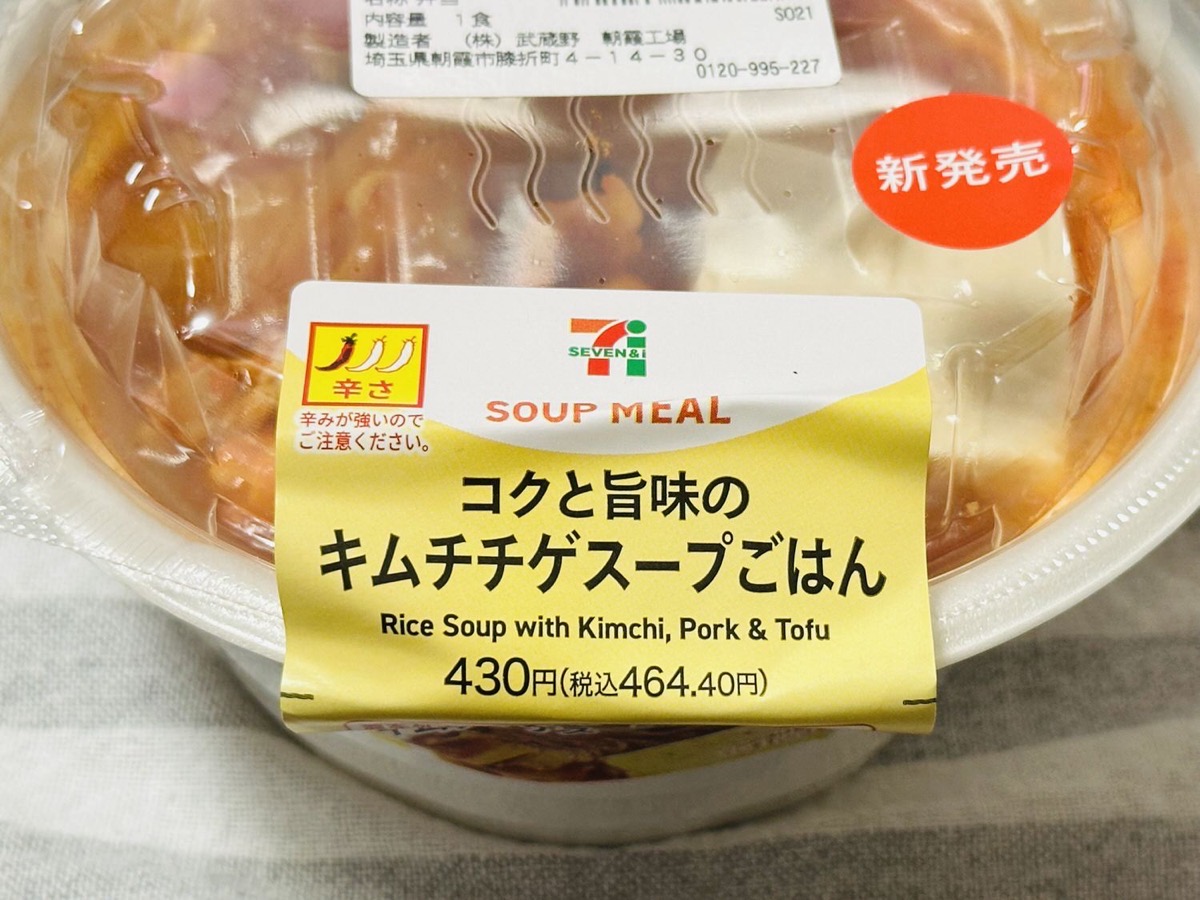 内容量 1食
S021
製造者 (株) 武蔵野 朝霞工場
埼玉県朝霞市膝折町4-14-30
0120-995-227
新発売
SEVEN&i
辛さ
SOUP MEAL
辛みが強いので
ご注意ください。
コクと旨味の
キムチチゲスープごはん
Rice Soup with Kimchi, Pork & Tofu
430円(税込464.40円)